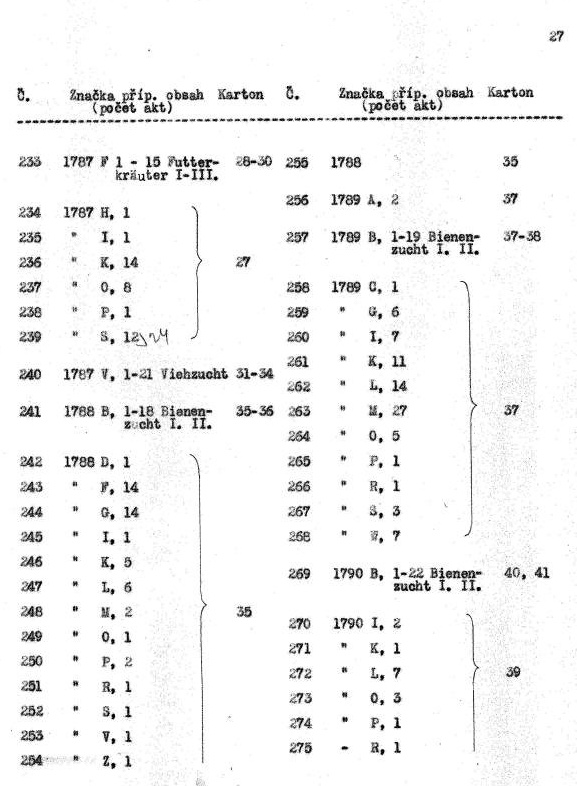 27
Č. Značka příp. obsah Karton
(počet akt)
233 1787 F 1 - 15 Futter- 28-30
kräuter I-III.
234 1787 H, 1
235 " I, 1
236 " K, 14 27
237 " O, 8
238 " P, 1
239 " S, 12, 24
240 1787 V, 1-21 Viehzucht 31-34
241 1788 B, 1-18 Bienen- 35-36
zucht I. II.
242 1788 D, 1
243 " F, 14
244 " G, 14
245 " I, 1
246 " K, 5
247 " L, 6
248 " M, 2 35
249 " O, 1
250 " P, 2
251 " R, 1
252 " S, 1
253 " V, 1
254 " Z, 1
Č. Značka příp. obsah Karton
(počet akt)
255 1788 35
256 1789 A, 2 37
257 1789 B, 1-19 Bienen- 37-38
zucht I. II.
258 1789 C, 1
259 " G, 6
260 " I, 7
261 " K, 11
262 " L, 14
263 " M, 27 37
264 " O, 5
265 " P, 1
266 " R, 1
267 " S, 3
268 " W, 7
269 1790 B, 1-22 Bienen- 40, 41
zucht I. II.
270 1790 I, 2
271 " K, 1
272 " L, 7 39
273 " O, 3
274 " P, 1
275 - R, 1